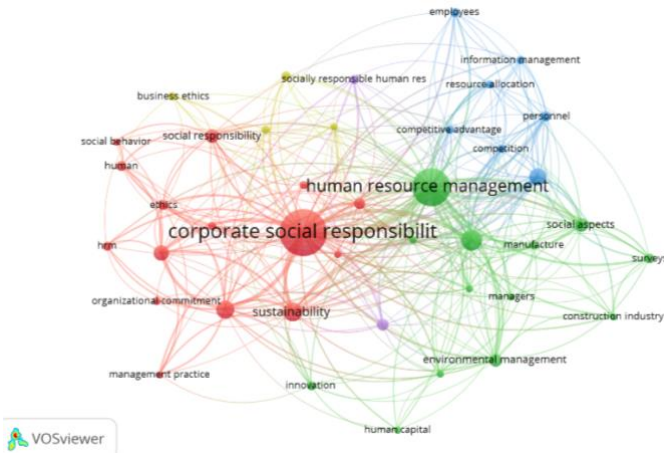 employees
information management
socially responsible human res
resource allocation
business ethics
personnel
competitive advantage
social responsibility
social behavior
competition
human
human resource management
ethics
social aspects
corporate social responsibilit
hrm
manufacture
surveys
managers
organizational commitment
sustainability
construction industry
environmental management
management practice
innovation
human capital
VOSviewer